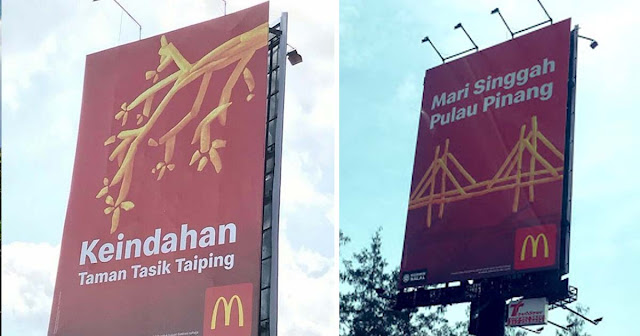 Keindahan
Taman Tasik Taiping
Mari Singgah
Pulau Pinang